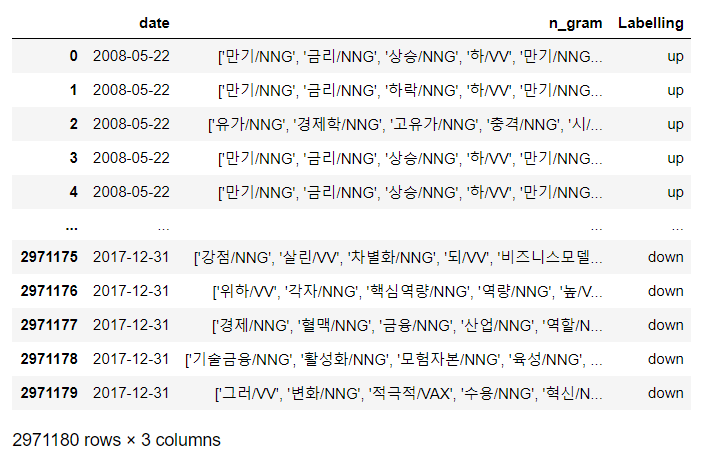 date n_gram Labelling
0 2008-05-22 ['만기/NNG', '금리/NNG', '상승/NNG', '하/VV', '만기/NNG... up
1 2008-05-22 ['만기/NNG', '금리/NNG', '하락/NNG', '하/VV', '만기/NNG... up
2 2008-05-22 ['유가/NNG', '경제학/NNG', '고유가/NNG', '충격/NNG', '시/... up
3 2008-05-22 ['만기/NNG', '금리/NNG', '상승/NNG', '하/VV', '만기/NNG... up
4 2008-05-22 ['만기/NNG', '금리/NNG', '상승/NNG', '하/VV', '만기/NNG... up
... ... ... ...
2971175 2017-12-31 ['강점/NNG', '살린/VV', '차별화/NNG', '되/VV', '비즈니스모델... down
2971176 2017-12-31 ['위하/VV', '각자/NNG', '핵심역량/NNG', '역량/NNG', '높/V... down
2971177 2017-12-31 ['경제/NNG', '혈맥/NNG', '금융/NNG', '산업/NNG', '역할/N... down
2971178 2017-12-31 ['기술금융/NNG', '활성화/NNG', '모험자본/NNG', '육성/NNG', ... down
2971179 2017-12-31 ['그러/VV', '변화/NNG', '적극적/VAX', '수용/NNG', '혁신/N... down
2971180 rows × 3 columns